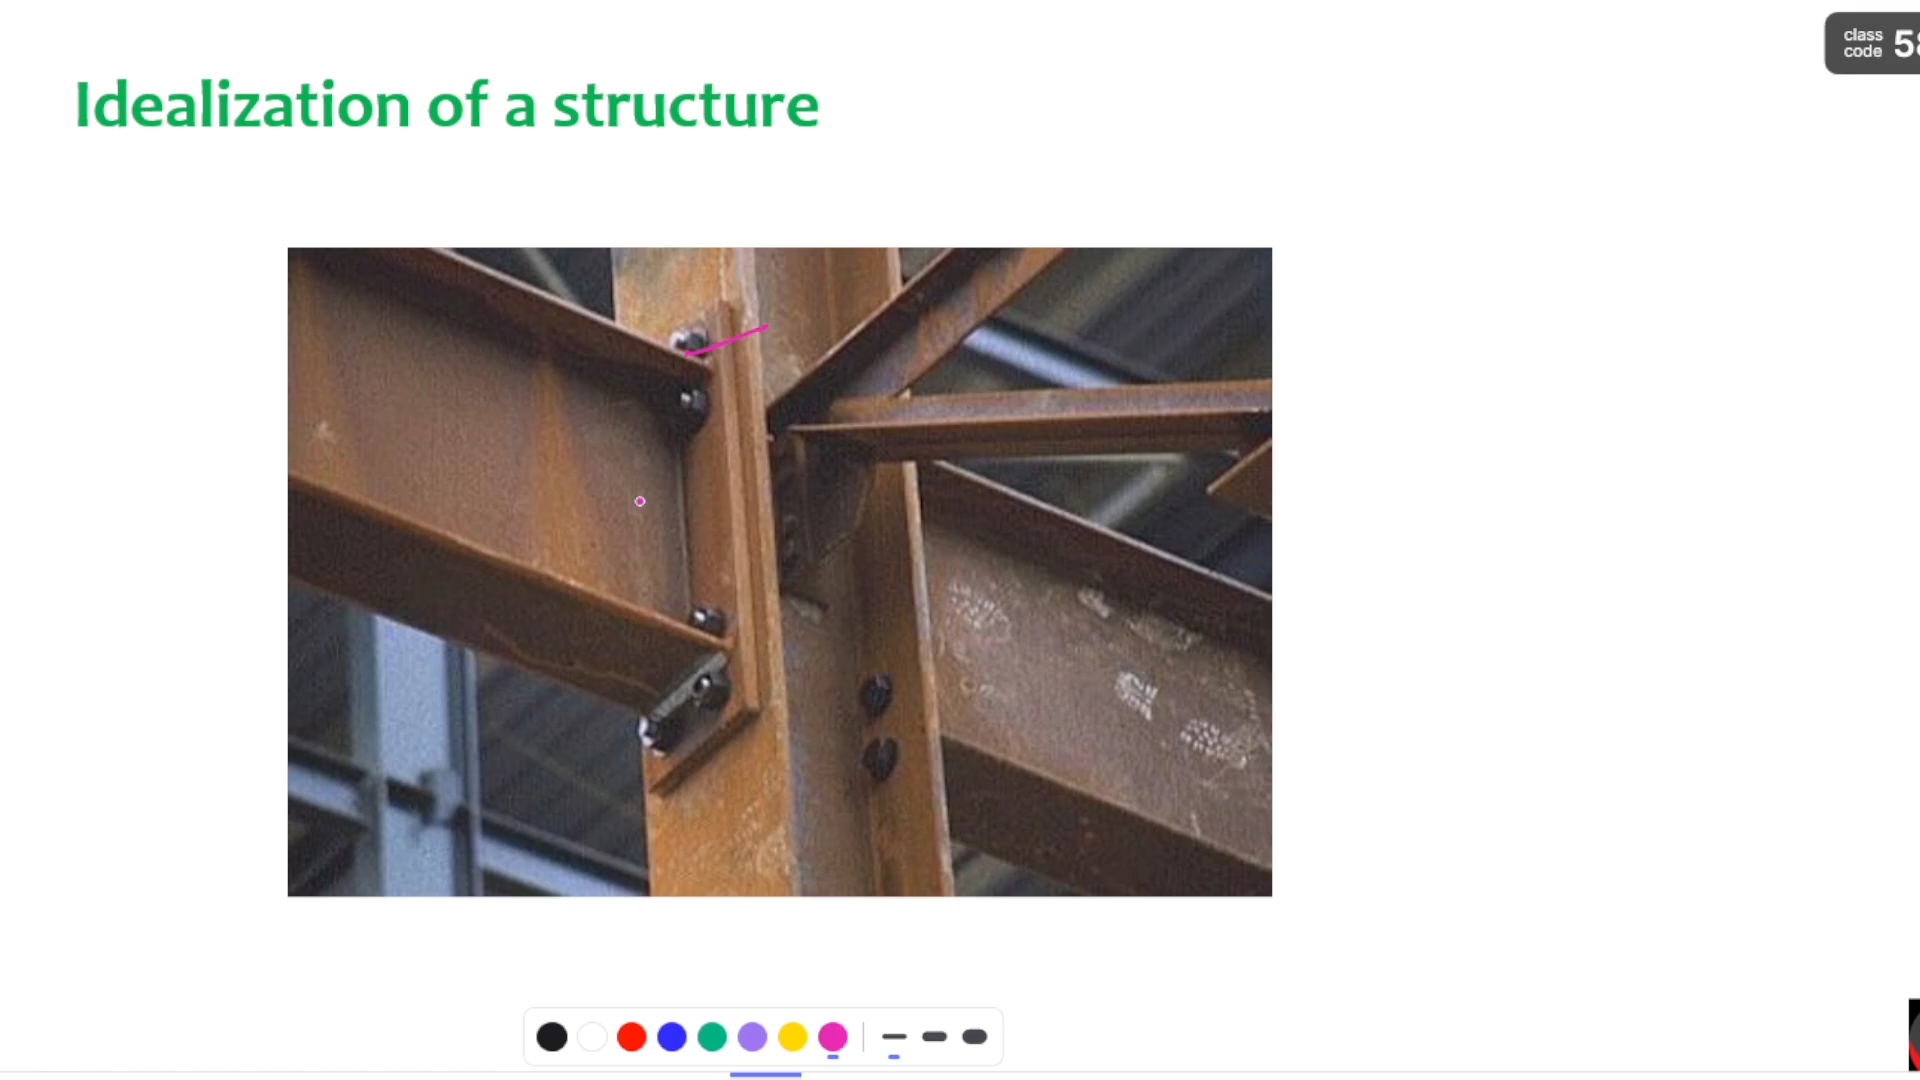 Idealization of a structure
class
code